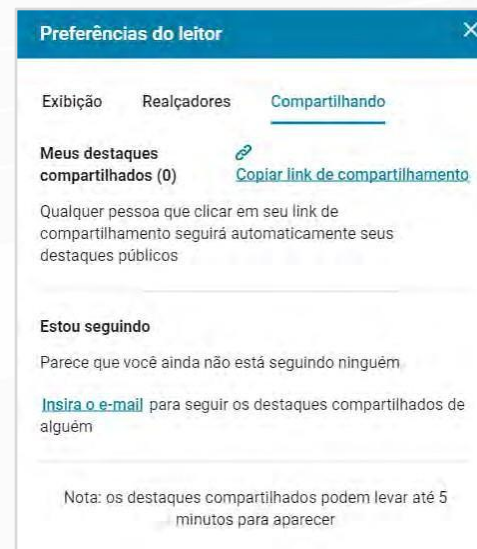 Preferências do leitor
Exibição Realçadores Compartilhando
Meus destaques
compartilhados (0) Copiar link de compartilhamento
Qualquer pessoa que clicar em seu link de
compartilhamento seguirá automaticamente seus
destaques públicos
Estou seguindo
Parece que você ainda não está seguindo ninguém
Insira o e-mail para seguir os destaques compartilhados de
alguém
Nota: os destaques compartilhados podem levar até 5
minutos para aparecer